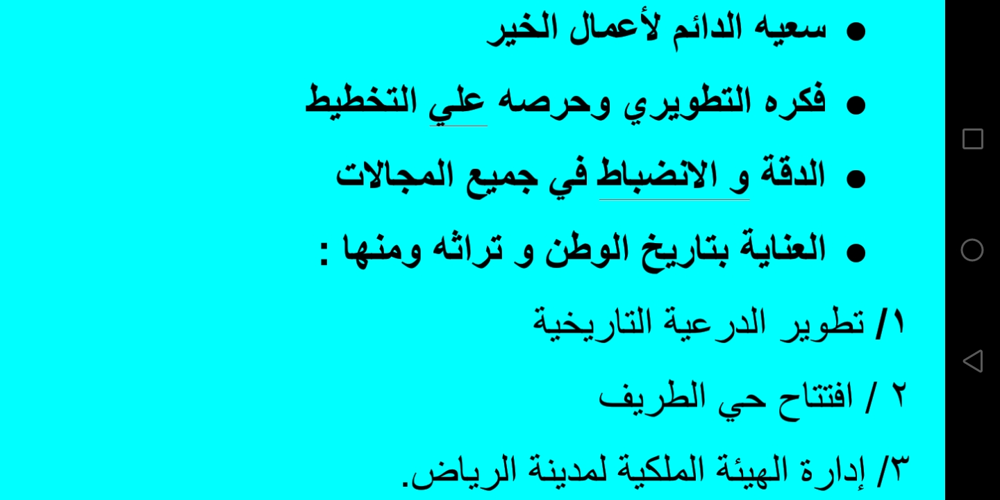 ● سعيه الدائم لأعمال الخير
● فكره التطويري وحرصه علي التخطيط
● الدقة و الانضباط في جميع المجالات
● العناية بتاريخ الوطن و تراثه ومنها :
١/ تطوير الدرعية التاريخية
٢ / افتتاح حي الطريف
٣/ إدارة الهيئة الملكية لمدينة الرياض.